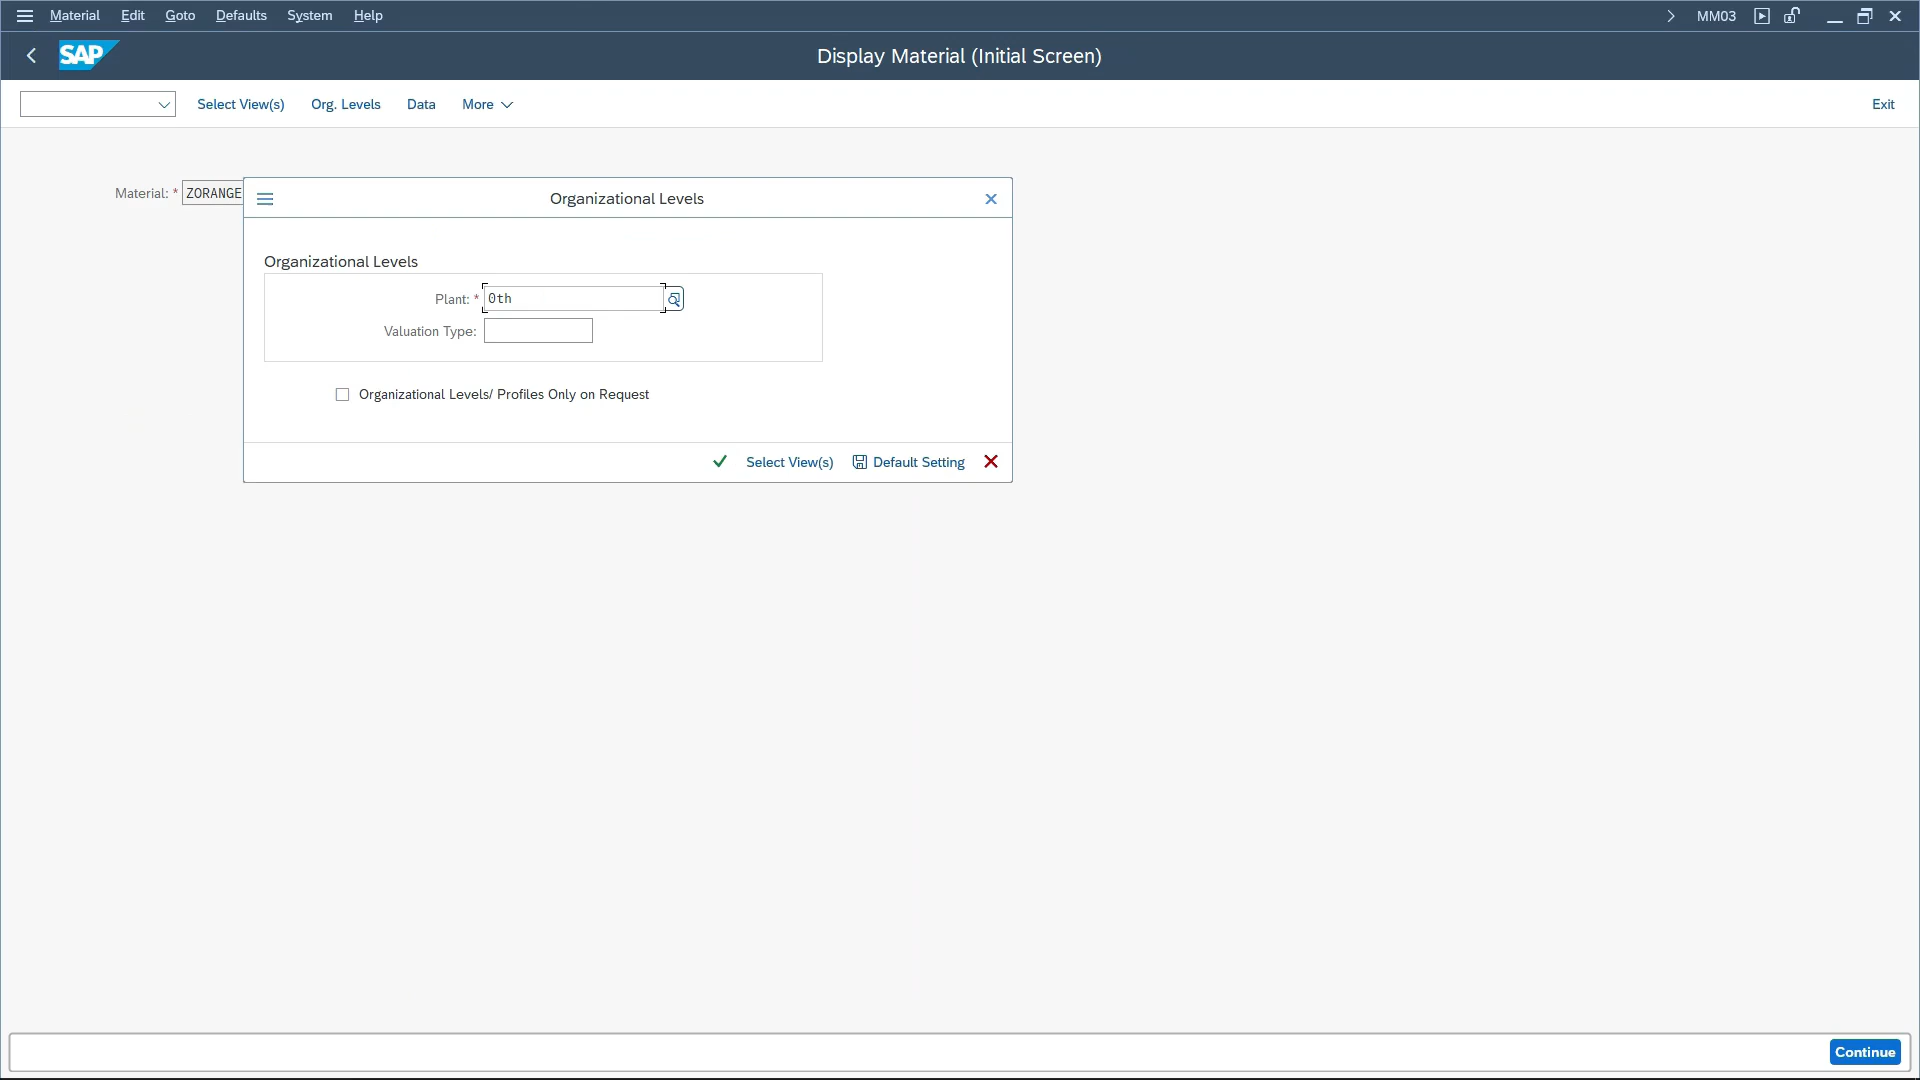 Material Edit Goto Defaults System Help MM03
SAP Display Material (Initial Screen)
Select View(s) Org. Levels Data More Exit
Material: * ZORANGE
Organizational Levels
Organizational Levels
Plant: * 0th
Valuation Type:
Organizational Levels/ Profiles Only on Request
Select View(s) Default Setting
Continue